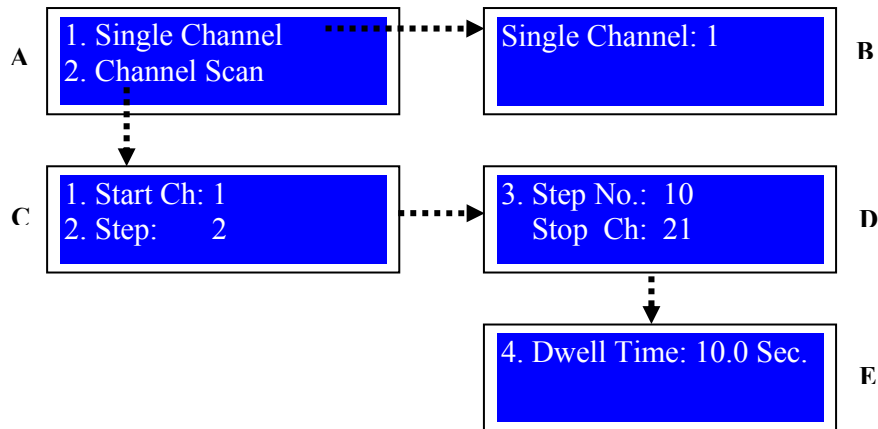 A
1. Single Channel
2. Channel Scan
Single Channel: 1
B
C
1. Start Ch: 1
2. Step: 2
3. Step No.: 10
Stop Ch: 21
D
4. Dwell Time: 10.0 Sec.
E